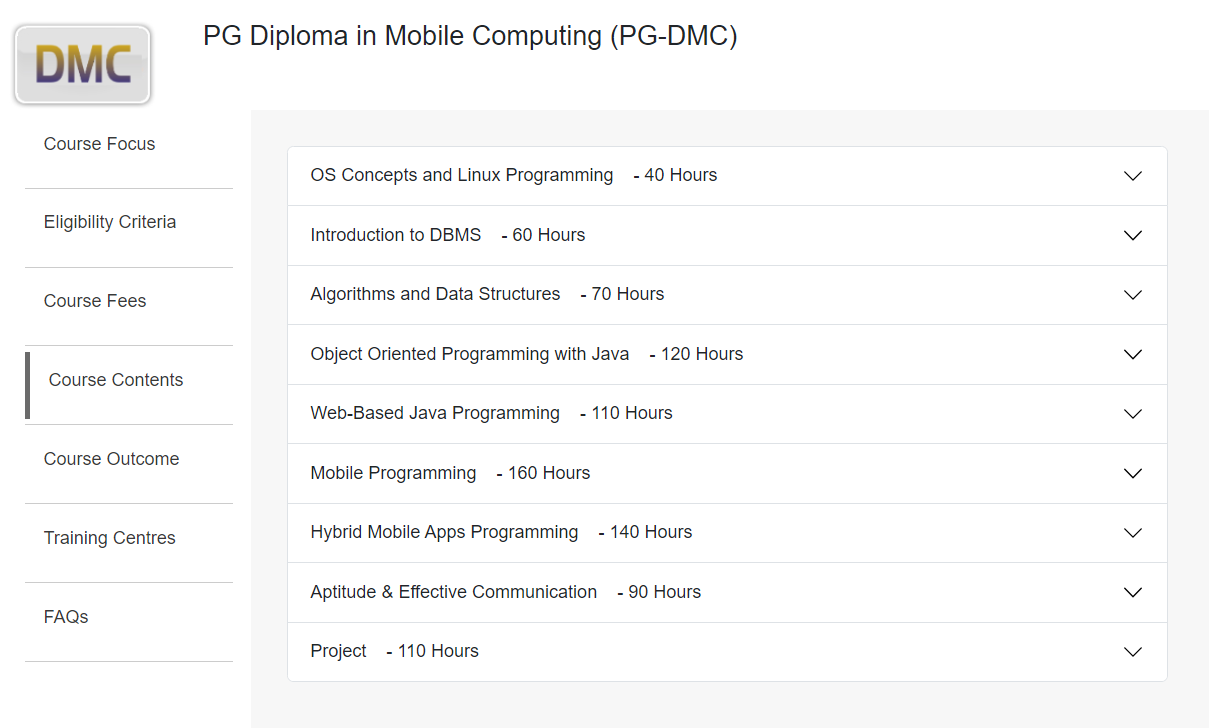 DMC
PG Diploma in Mobile Computing (PG-DMC)
Course Focus
Eligibility Criteria
Course Fees
Course Contents
Course Outcome
Training Centres
FAQs
OS Concepts and Linux Programming - 40 Hours
Introduction to DBMS - 60 Hours
Algorithms and Data Structures - 70 Hours
Object Oriented Programming with Java - 120 Hours
Web-Based Java Programming - 110 Hours
Mobile Programming - 160 Hours
Hybrid Mobile Apps Programming - 140 Hours
Aptitude & Effective Communication - 90 Hours
Project - 110 Hours